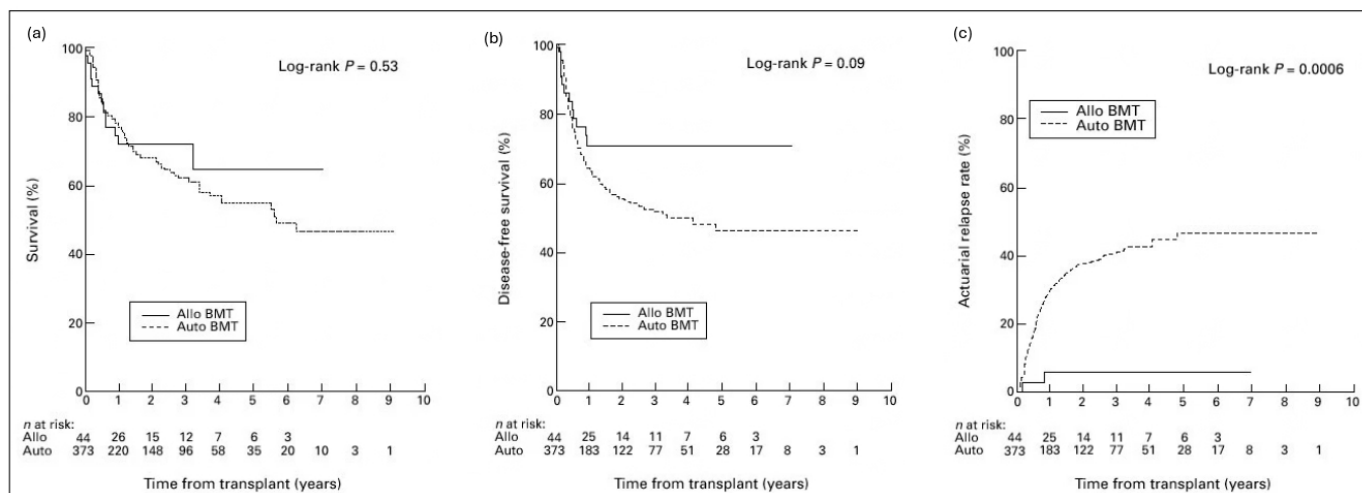 (a)
Log-rank P = 0.53
Survival (%)
100
80
60
40
20
0
Allo BMT
Auto BMT
0 1 2 3 4 5 6 7 8 9 10
n at risk:
Allo 44 26 15 12 7 6 3
Auto 373 220 148 96 58 35 20 10 3 1
Time from transplant (years)
(b)
Log-rank P = 0.09
Disease-free survival (%)
100
80
60
40
20
0
Allo BMT
Auto BMT
0 1 2 3 4 5 6 7 8 9 10
n at risk:
Allo 44 25 14 11 7 6 3
Auto 373 183 122 77 51 28 17 8 3 1
Time from transplant (years)
(c)
Log-rank P = 0.0006
Allo BMT
Auto BMT
Actuarial relapse rate (%)
100
80
60
40
20
0
0 1 2 3 4 5 6 7 8 9 10
n at risk:
Allo 44 25 14 11 7 6 3
Auto 373 183 122 77 51 28 17 8 3 1
Time from transplant (years)